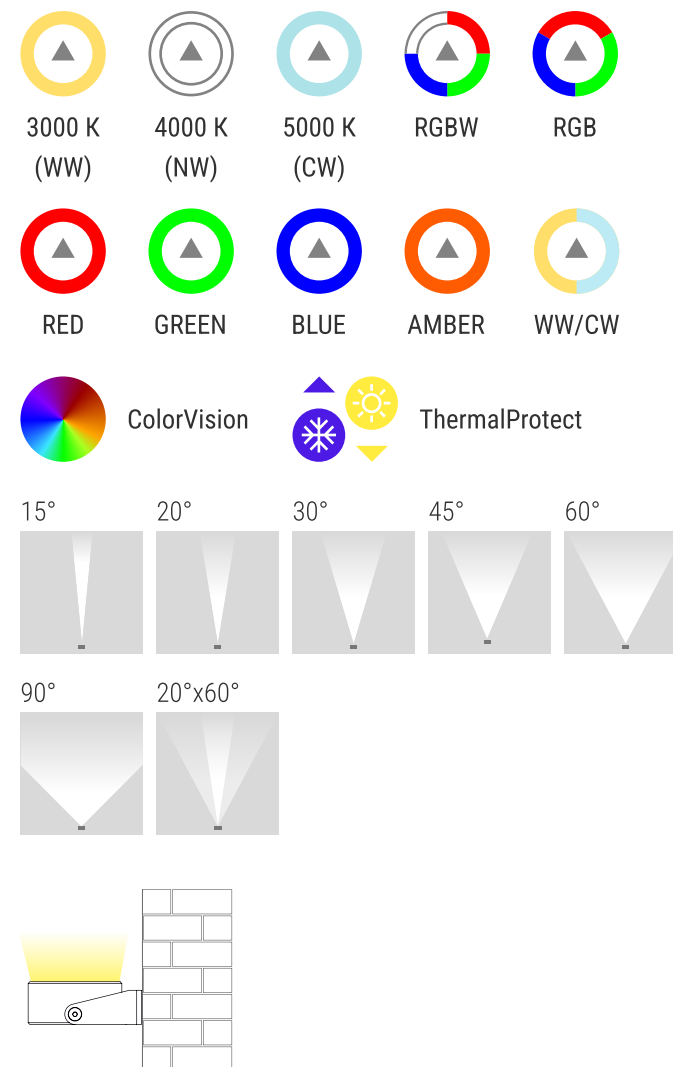 3000 K 4000 K 5000 K RGBW RGB
(WW) (NW) (CW)
RED GREEN BLUE AMBER WW/CW
ColorVision ThermalProtect
15° 20° 30° 45° 60°
90° 20°x60°